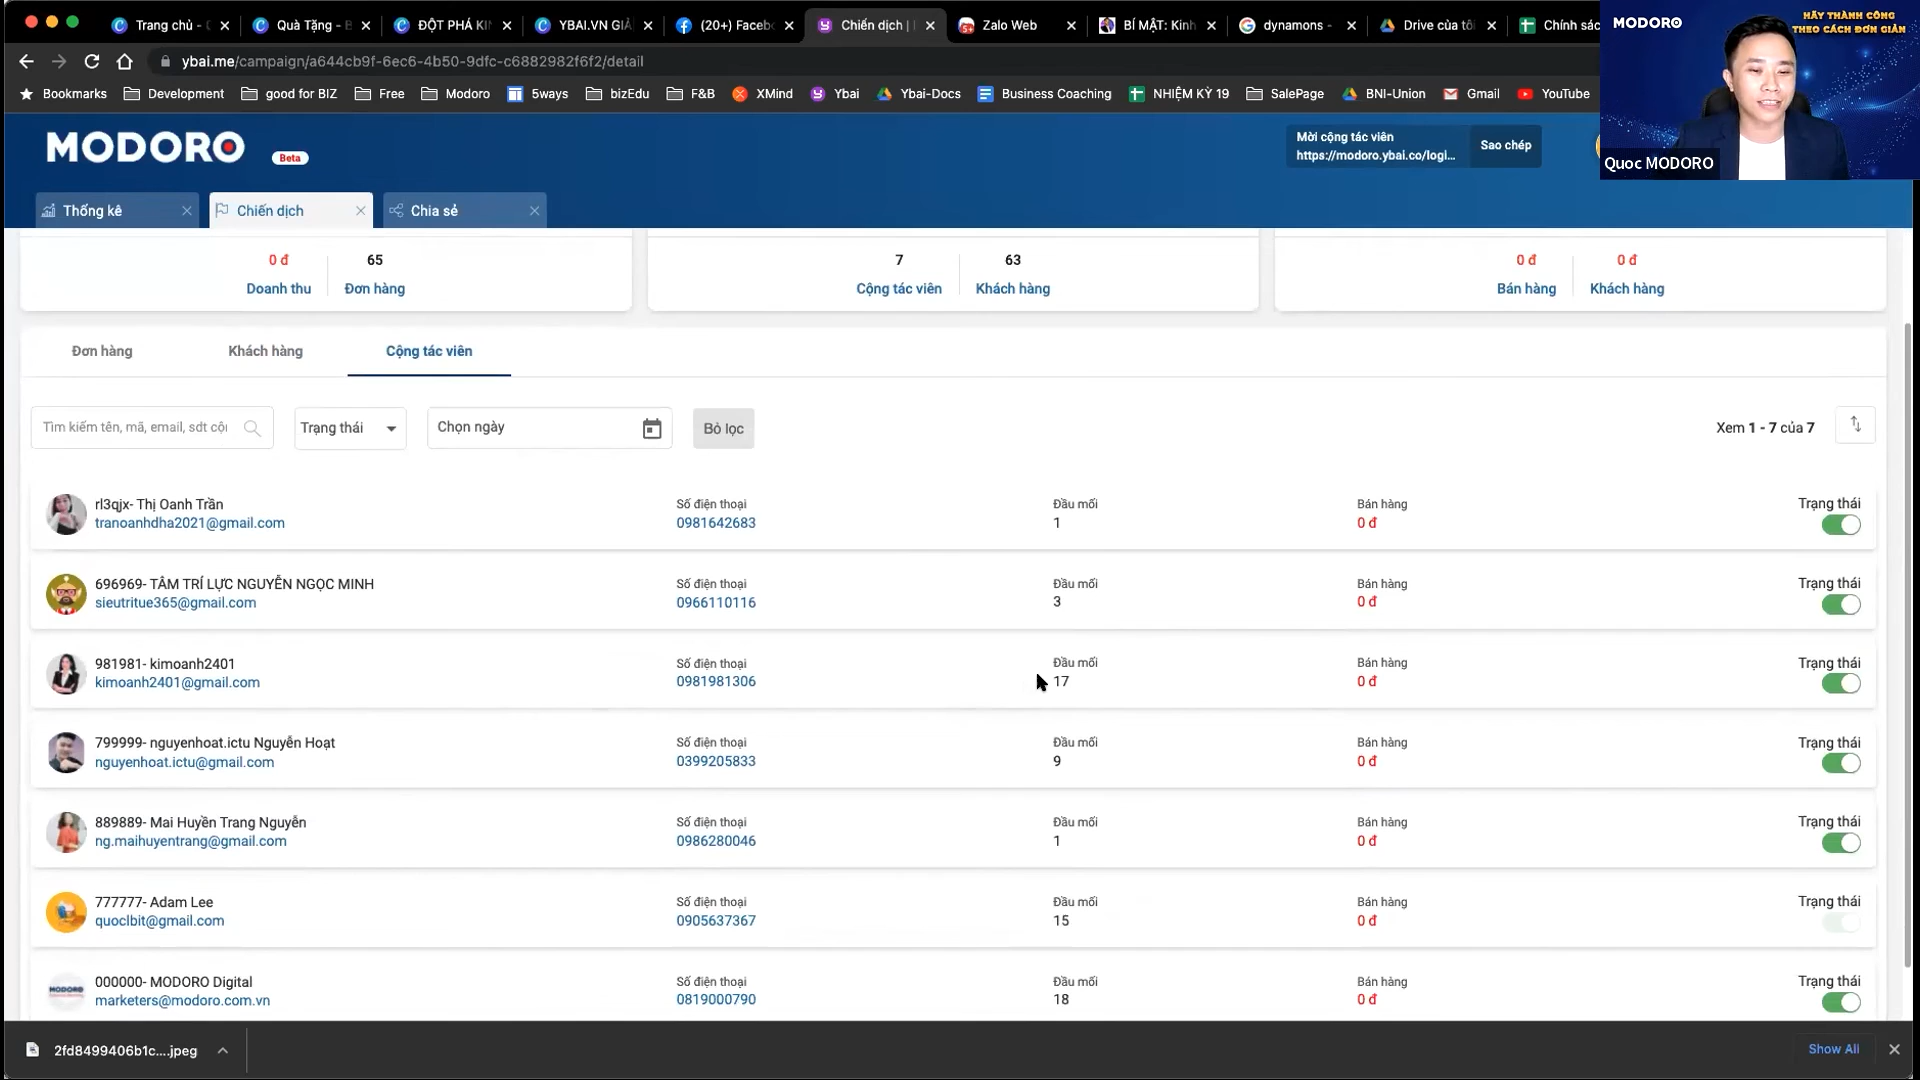 Trang chủ - C
Quà Tặng - B
ĐỘT PHÁ KIN
YBAI.VN GIẢ
(20+) Facebo
Chiến dịch |
Zalo Web
BÍ MẬT: Kinh
dynamons -
Drive của tôi
Chính sác
ybai.me/campaign/a644cb9f-6ec6-4b50-9dfc-c6882982f6f2/detail
Bookmarks Development good for BIZ Free Modoro 5ways bizEdu F&B XMind Ybai Ybai-Docs Business Coaching NHIỆM KỲ 19 SalePage BNI-Union Gmail YouTube
MODORO
HÃY THÀNH CÔNG
THEO CÁCH ĐƠN GIẢN
Quoc MODORO
MODORO Beta
Mời cộng tác viên
https://modoro.ybai.co/logi...
Sao chép
Thống kê Chiến dịch Chia sẻ
0 đ 65 7 63 0 đ 0 đ
Doanh thu Đơn hàng Cộng tác viên Khách hàng Bán hàng Khách hàng
Đơn hàng Khách hàng Cộng tác viên
Tìm kiếm tên, mã, email, sdt cộ Trạng thái Chọn ngày Bỏ lọc Xem 1 - 7 của 7
rl3qjx- Thị Oanh Trần Số điện thoại Đầu mối Bán hàng Trạng thái
tranoanhdha2021@gmail.com 0981642683 1 0 đ
696969- TÂM TRÍ LỰC NGUYỄN NGỌC MINH Số điện thoại Đầu mối Bán hàng Trạng thái
sieutritue365@gmail.com 0966110116 3 0 đ
981981- kimoanh2401 Số điện thoại Đầu mối Bán hàng Trạng thái
kimoanh2401@gmail.com 0981981306 17 0 đ
799999- nguyenhoat.ictu Nguyễn Hoạt Số điện thoại Đầu mối Bán hàng Trạng thái
nguyenhoat.ictu@gmail.com 0399205833 9 0 đ
889889- Mai Huyền Trang Nguyễn Số điện thoại Đầu mối Bán hàng Trạng thái
ng.maihuyentrang@gmail.com 0986280046 1 0 đ
777777- Adam Lee Số điện thoại Đầu mối Bán hàng Trạng thái
quoclbit@gmail.com 0905637367 15 0 đ
000000- MODORO Digital Số điện thoại Đầu mối Bán hàng Trạng thái
marketers@modoro.com.vn 0819000790 18 0 đ
2fd8499406b1c....jpeg
Show All